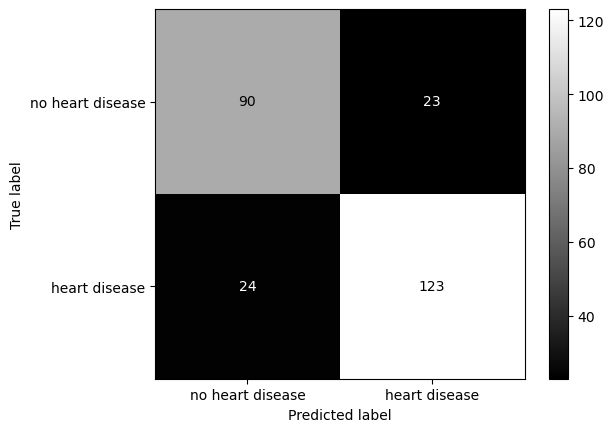 120
100
80
60
40
True label
no heart disease
90
23
heart disease
24
123
no heart disease
heart disease
Predicted label